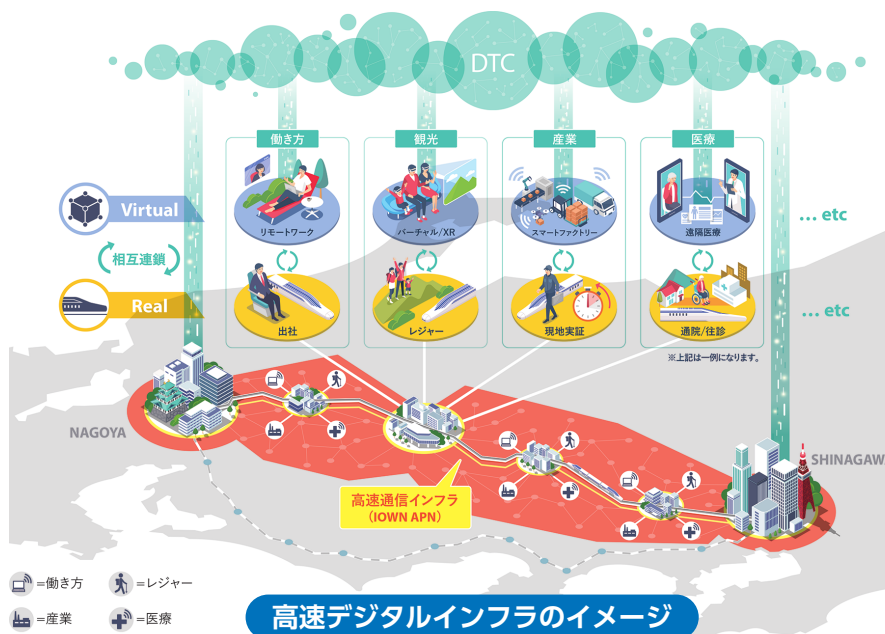 DTC
働き方
観光
産業
医療
Virtual
リモートワーク
バーチャル/XR
スマートファクトリー
遠隔医療
... etc
相互連鎖
Real
出社
レジャー
現地実証
通院/往診
... etc
※上記は一例になります。
NAGOYA
SHINAGAW
高速通信インフラ
（IOWN APN）
=働き方
=レジャー
=産業
=医療
高速デジタルインフラのイメージ